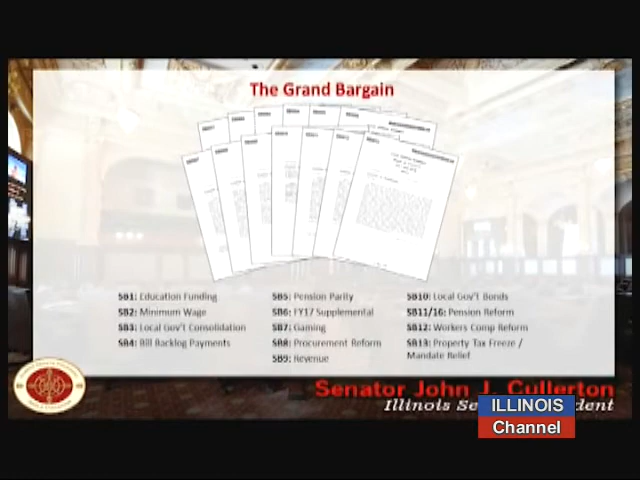 The Grand Bargain
SB1: Education Funding
SB2: Minimum Wage
SB3: Local Gov't Consolidation
SB4: Bill Backlog Payments
SB5: Pension Parity
SB6: FY17 Supplemental
SB7: Gaming
SB8: Procurement Reform
SB9: Revenue
SB10: Local Gov't Bonds
SB11/16: Pension Reform
SB12: Workers Comp Reform
SB13: Property Tax Freeze /
Mandate Relief
Senator John J. Cullerton
Illinois Se dent
ILLINOIS
Channel